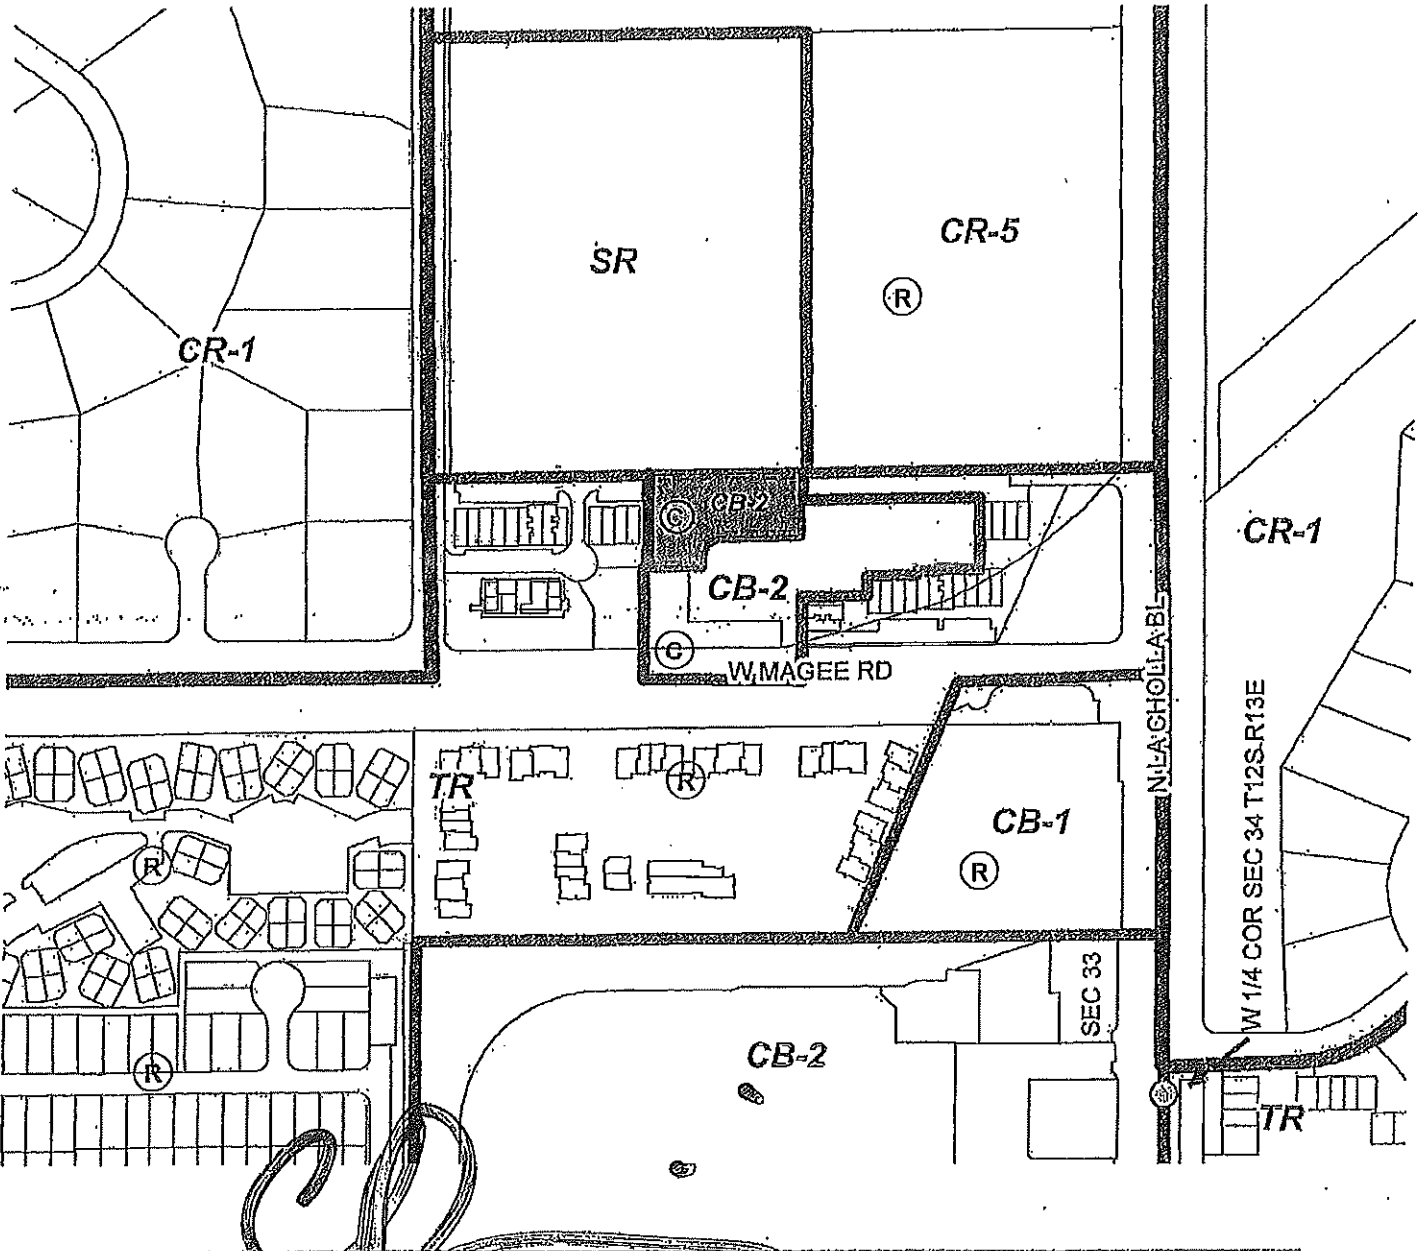 CR-5
SR
R
CR-1
C
CB-2
CR-1
CB-2
C
W MAGEE RD
N LA CHOLLA BL
W 1/4 COR SEC 34 T12S R13E
TR
R
CB-1
R
R
SEC 33
CB-2
R
TR